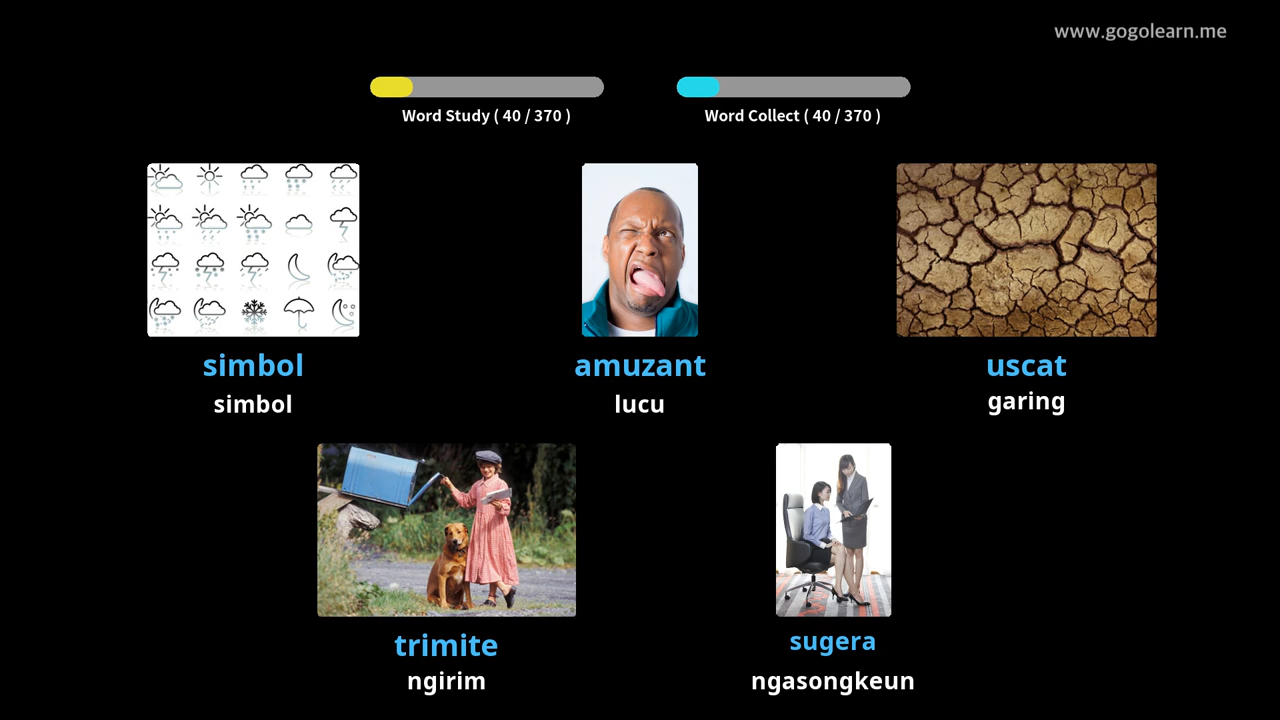 www.gogolearn.me
Word Study ( 40 / 370 )
Word Collect ( 40 / 370 )
simbol
simbol
amuzant
lucu
uscat
garing
trimite
ngirim
sugera
ngasongkeun